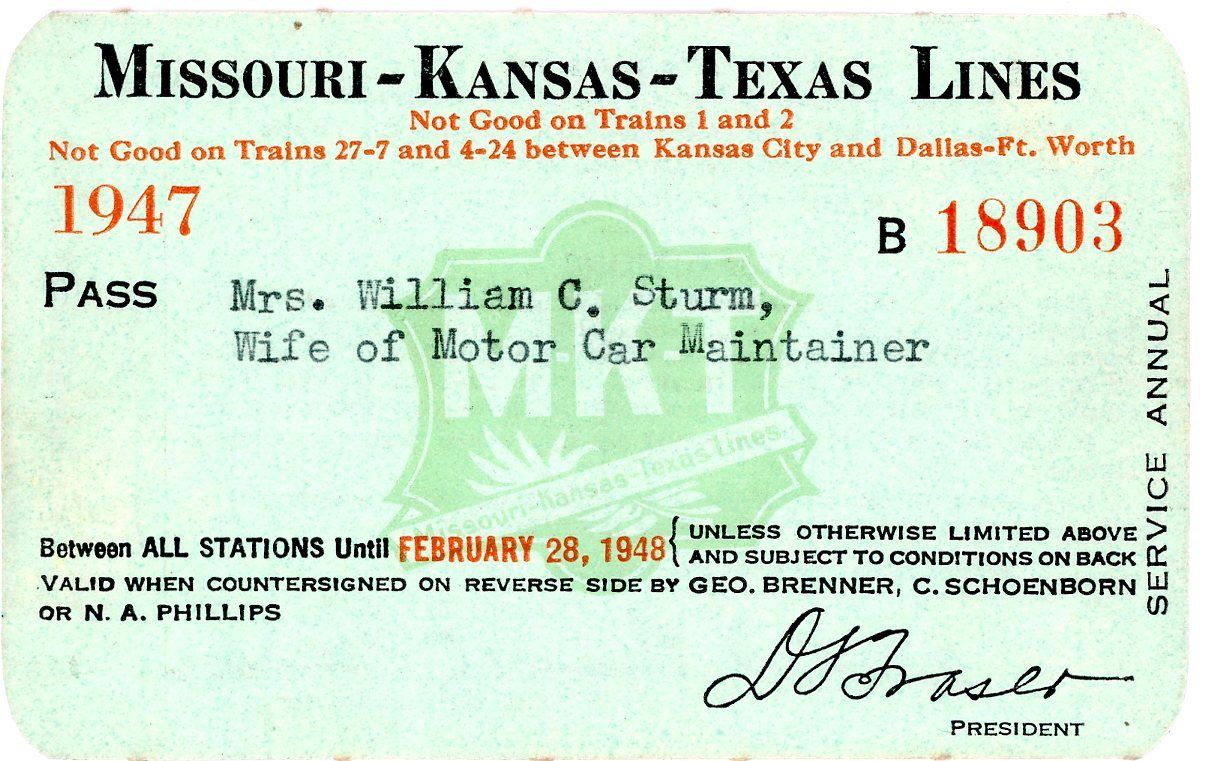 MISSOURI-KANSAS-TEXAS LINES
Not Good on Trains 1 and 2
Not Good on Trains 27-7 and 4-24 between Kansas City and Dallas-Ft. Worth
1947
B 18903
PASS Mrs. William C. Sturm,
Wife of Motor Car Maintainer
M-K-T
Missouri-Kansas-Texas Lines.
SERVICE ANNUAL
Between ALL STATIONS Until FEBRUARY 28, 1948 { UNLESS OTHERWISE LIMITED ABOVE
AND SUBJECT TO CONDITIONS ON BACK
VALID WHEN COUNTERSIGNED ON REVERSE SIDE BY GEO. BRENNER, C. SCHOENBORN
OR N. A. PHILLIPS
D S Fraser
PRESIDENT